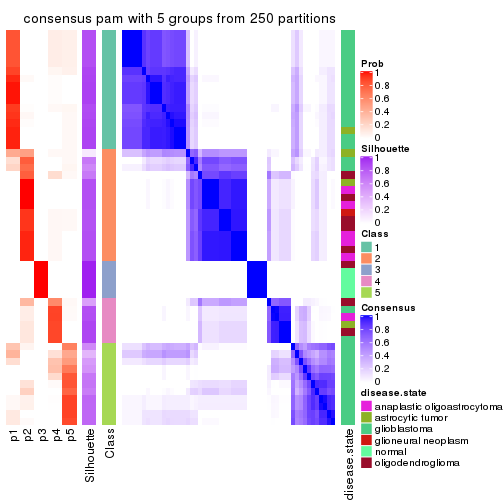 consensus pam with 5 groups from 250 partitions
Prob
1
0.8
0.6
0.4
0.2
0
Silhouette
1
0.8
0.6
0.4
0.2
0
Class
1
2
3
4
5
Consensus
1
0.8
0.6
0.4
0.2
0
disease.state
anaplastic oligoastrocytoma
astrocytic tumor
glioblastoma
glioneural neoplasm
normal
oligodendroglioma
p1
p2
p3
p4
p5
Silhouette
Class
disease.state